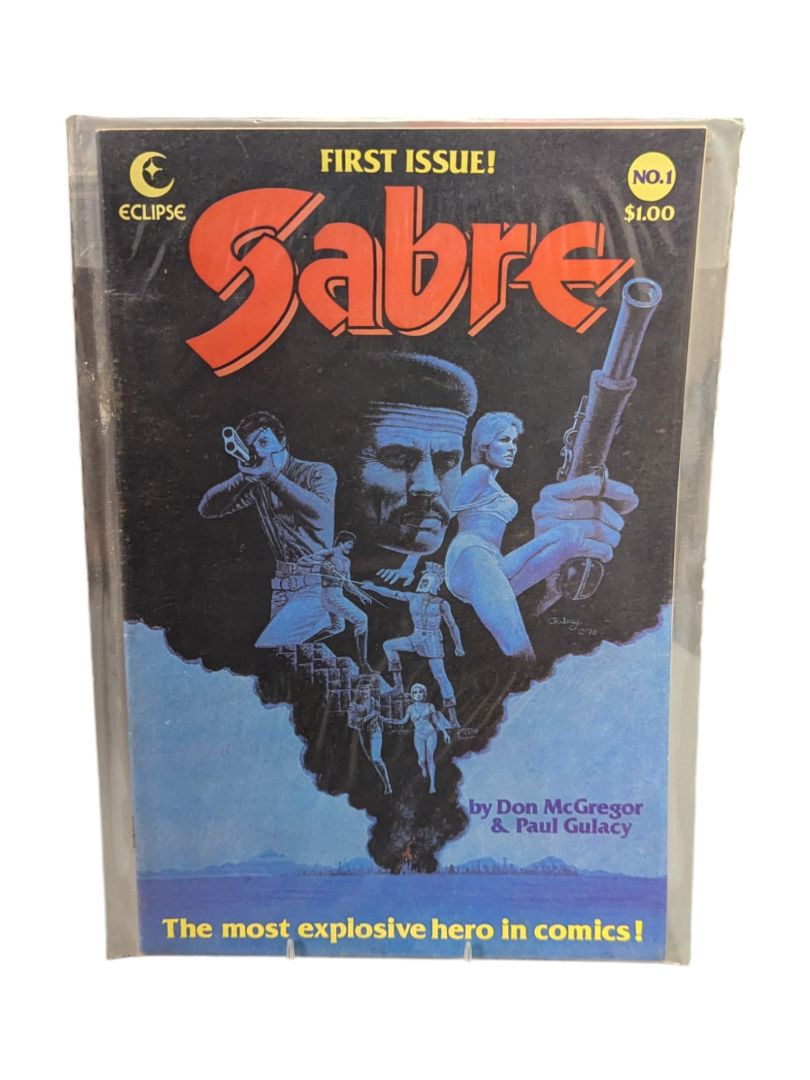 FIRST ISSUE!
ECLIPSE
NO.1
$1.00
Sabre
Gulacy
by Don McGregor
& Paul Gulacy
The most explosive hero in comics!